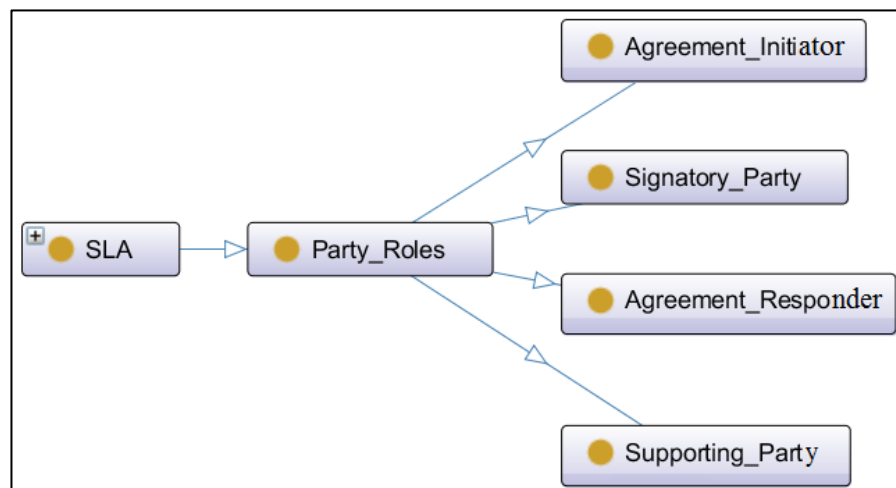 Agreement_Initiator
Signatory_Party
SLA
Party_Roles
Agreement_Responder
Supporting_Party